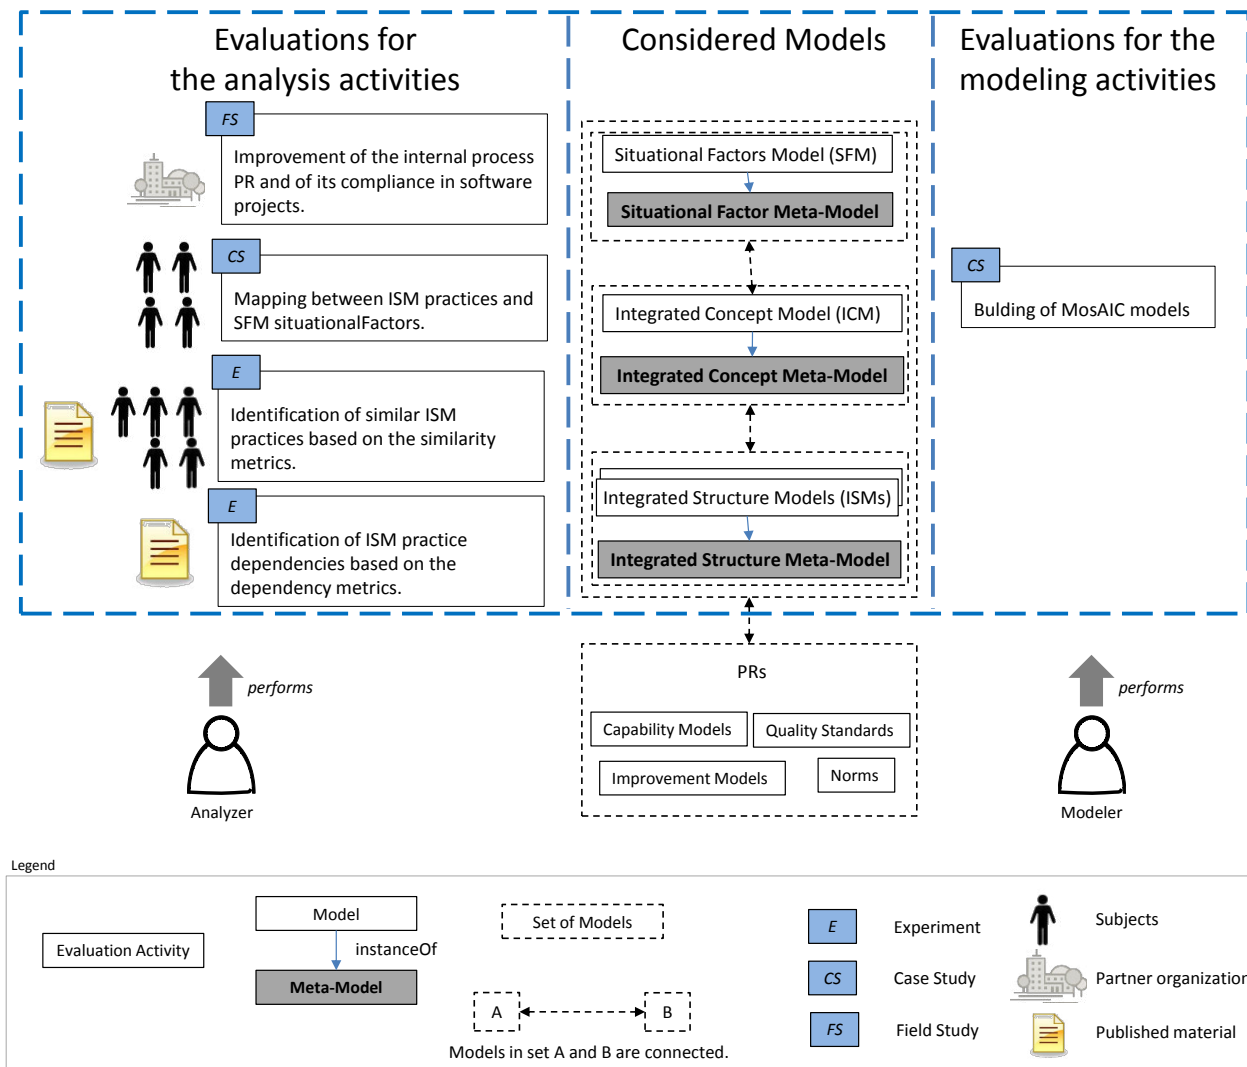 Evaluations for
the analysis activities
FS
Improvement of the internal process
PR and of its compliance in software
projects.
CS
Mapping between ISM practices and
SFM situationalFactors.
E
Identification of similar ISM
practices based on the similarity
metrics.
E
Identification of ISM practice
dependencies based on the
dependency metrics.
Considered Models
Situational Factors Model (SFM)
Situational Factor Meta-Model
Integrated Concept Model (ICM)
Integrated Concept Meta-Model
Integrated Structure Models (ISMs)
Integrated Structure Meta-Model
Evaluations for the
modeling activities
CS
Bulding of MosAIC models
performs
Analyzer
PRs
Capability Models
Quality Standards
Improvement Models
Norms
performs
Modeler
Legend
Evaluation Activity
Model
instanceOf
Meta-Model
Set of Models
A
B
Models in set A and B are connected.
E
Experiment
CS
Case Study
FS
Field Study
Subjects
Partner organization
Published material